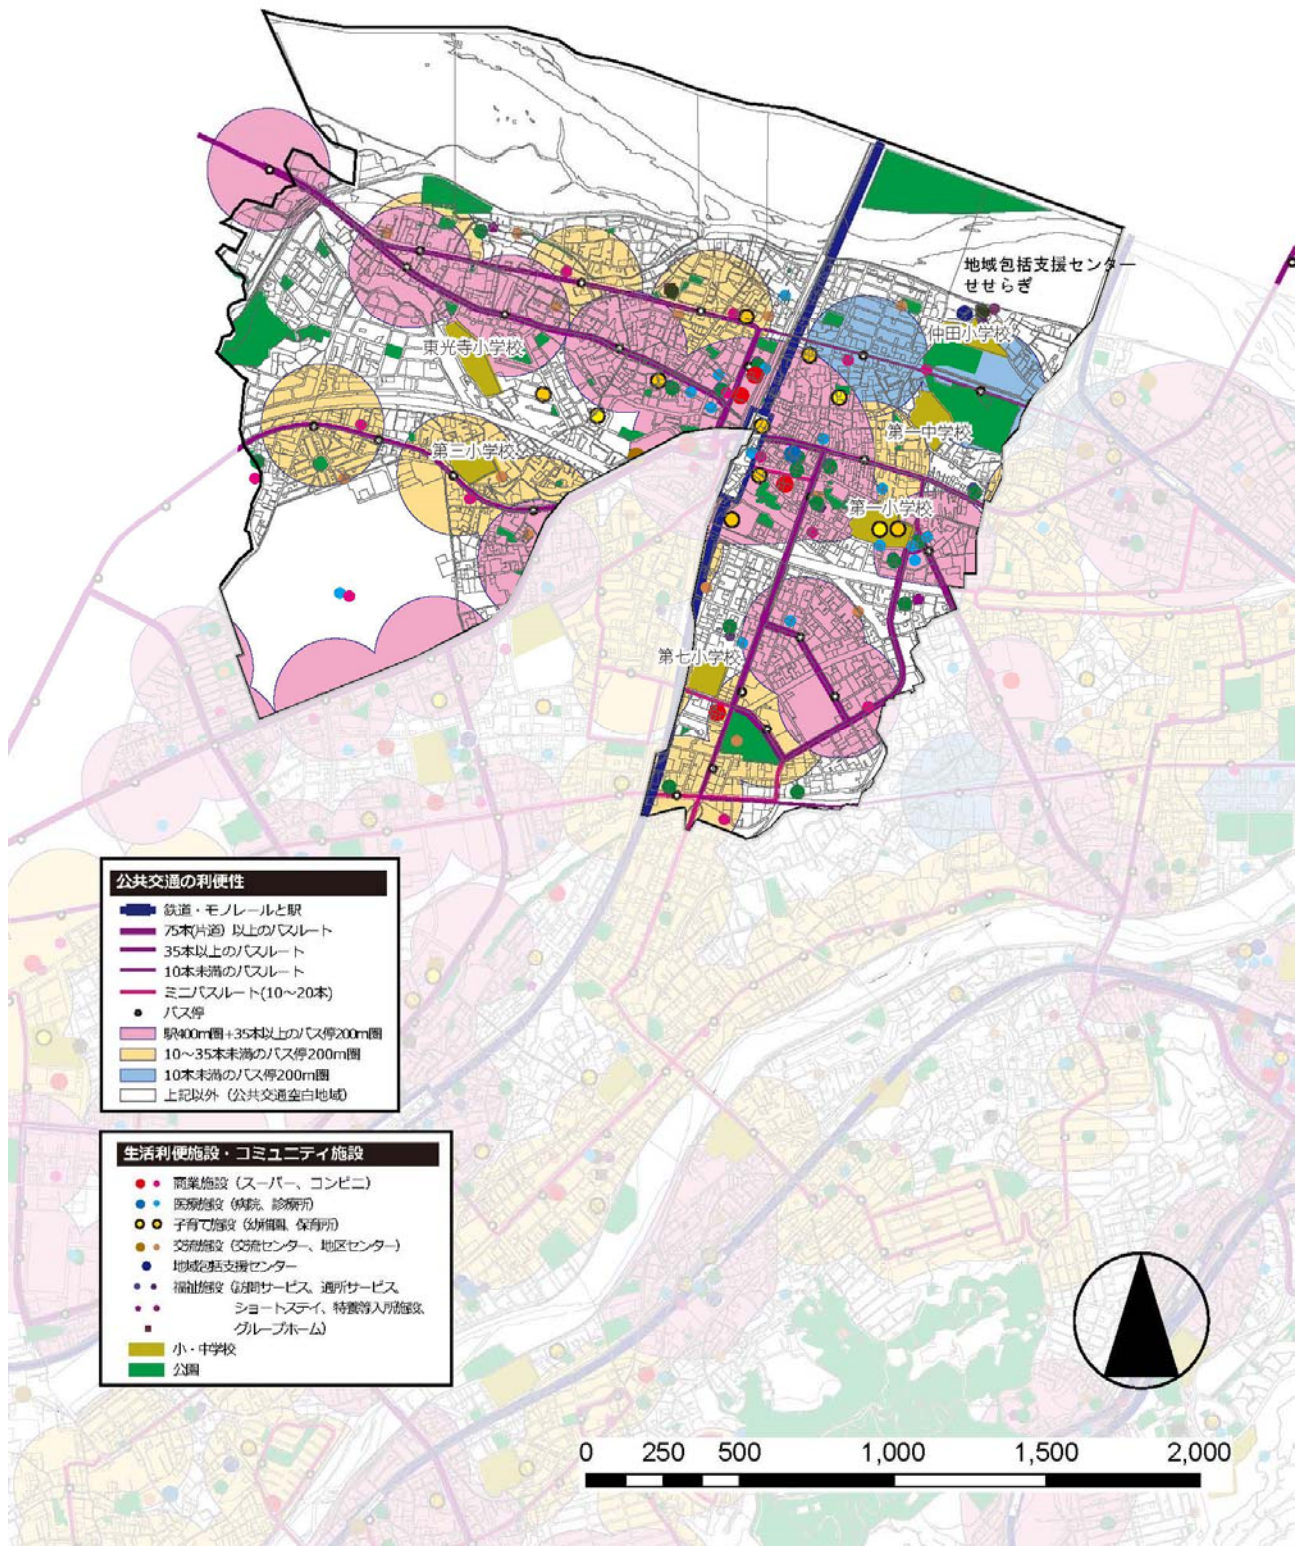 地域包括支援センター
せせらぎ
仲田小学校
東光寺小学校
第一中学校
第三小学校
第一小学校
第七小学校
公共交通の利便性
鉄道・モノレールと駅
75本(片道)以上のバスルート
35本以上のバスルート
10本未満のバスルート
ミニバスルート(10～20本)
バス停
駅400m圏+35本以上のバス停200m圏
10～35本未満のバス停200m圏
10本未満のバス停200m圏
上記以外（公共交通空白地域）
生活利便施設・コミュニティ施設
商業施設（スーパー、コンビニ）
医療施設（病院、診療所）
子育て施設（幼稚園、保育所）
交流施設（交流センター、地区センター）
地域包括支援センター
福祉施設（訪問サービス、通所サービス、
ショートステイ、特養等入所施設、
グループホーム）
小・中学校
公園
0 250 500 1,000 1,500 2,000